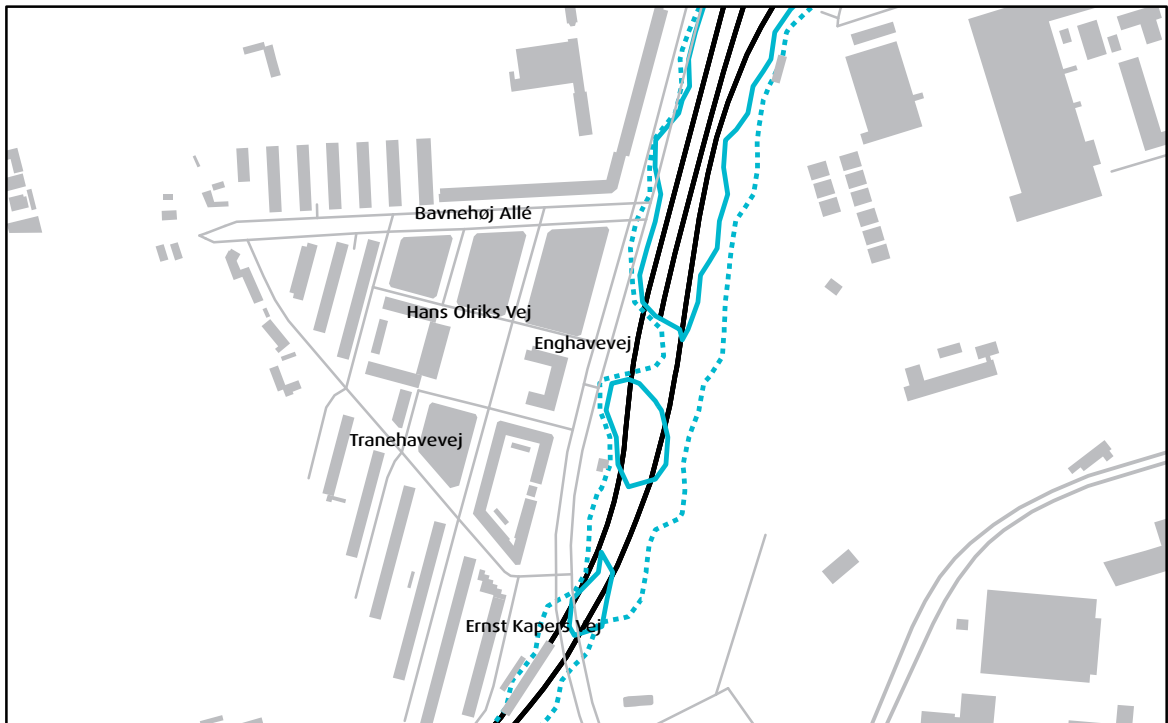 Bavnehøj Allé
Hans Olriks Vej
Enghavevej
Tranehavevej
Ernst Kapers Vej